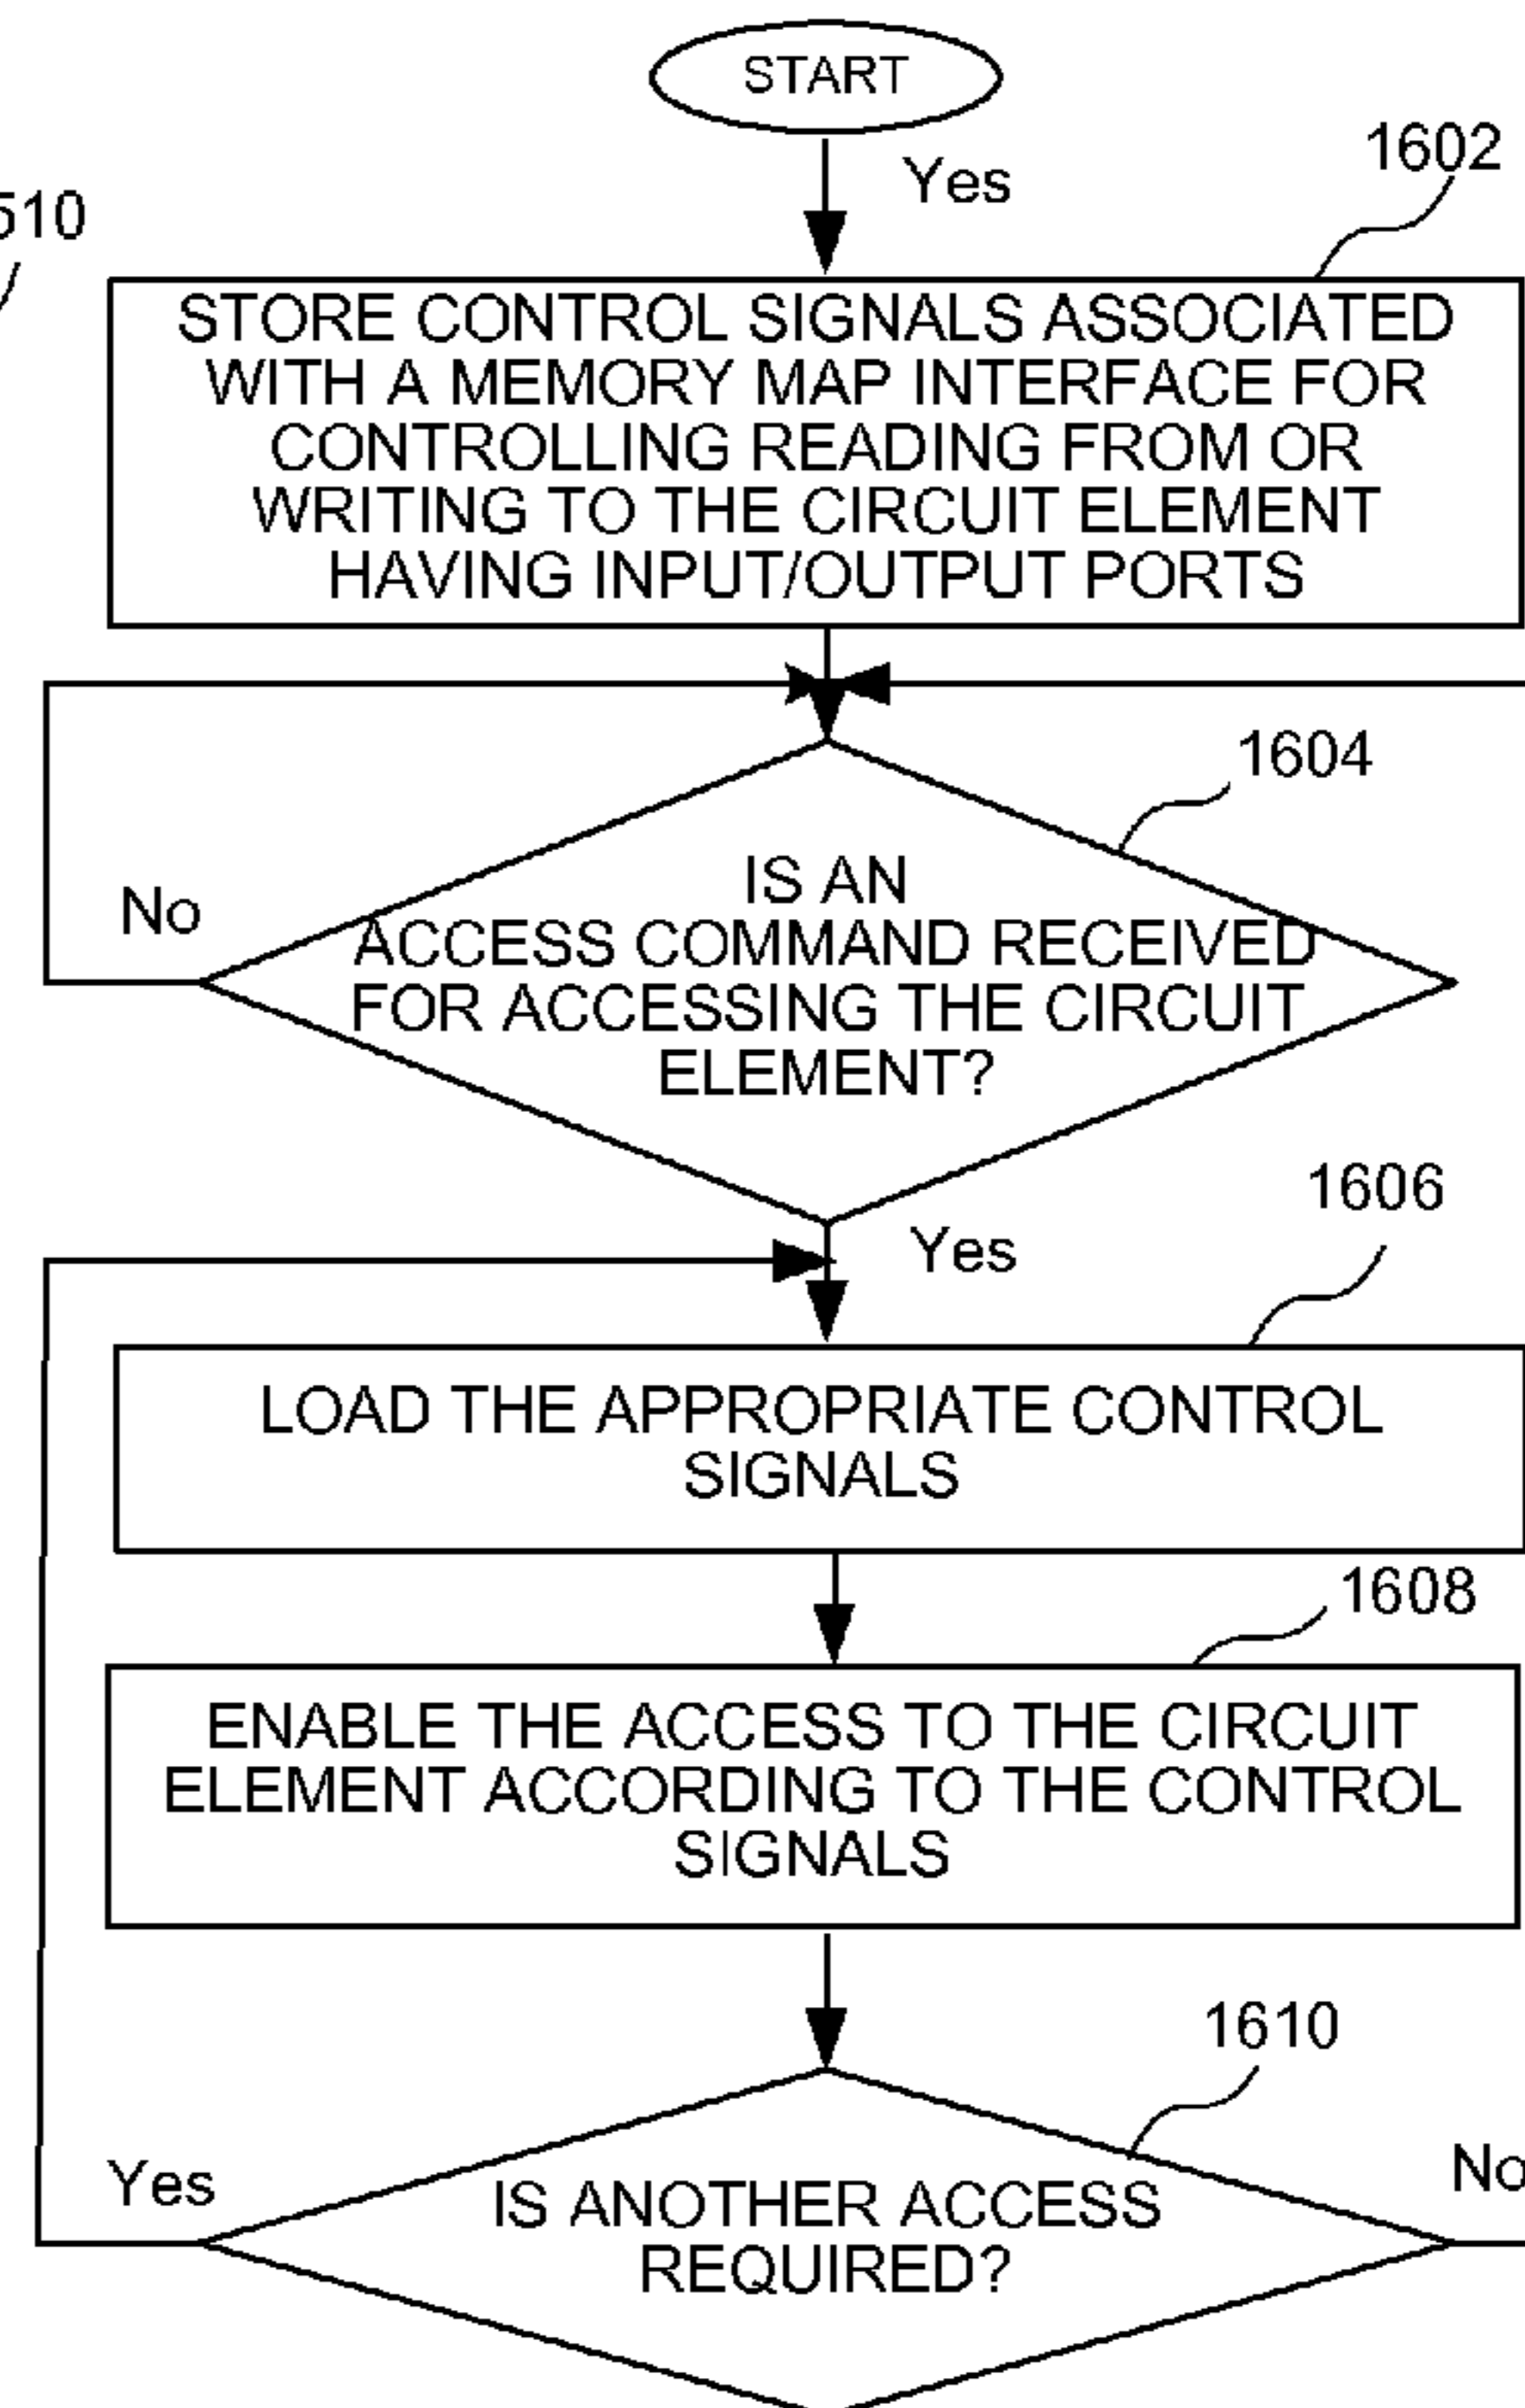 START
Yes
1602
510
STORE CONTROL SIGNALS ASSOCIATED
WITH A MEMORY MAP INTERFACE FOR
CONTROLLING READING FROM OR
WRITING TO THE CIRCUIT ELEMENT
HAVING INPUT/OUTPUT PORTS
1604
No
IS AN
ACCESS COMMAND RECEIVED
FOR ACCESSING THE CIRCUIT
ELEMENT?
1606
Yes
LOAD THE APPROPRIATE CONTROL
SIGNALS
1608
ENABLE THE ACCESS TO THE CIRCUIT
ELEMENT ACCORDING TO THE CONTROL
SIGNALS
1610
Yes
No
IS ANOTHER ACCESS
REQUIRED?